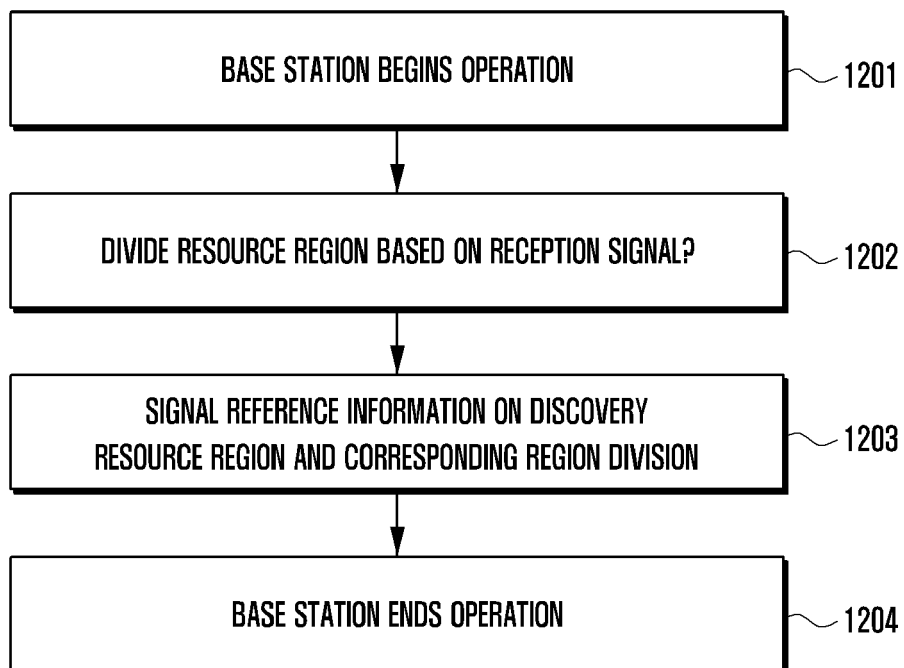 BASE STATION BEGINS OPERATION
1201
DIVIDE RESOURCE REGION BASED ON RECEPTION SIGNAL?
1202
SIGNAL REFERENCE INFORMATION ON DISCOVERY
RESOURCE REGION AND CORRESPONDING REGION DIVISION
1203
BASE STATION ENDS OPERATION
1204